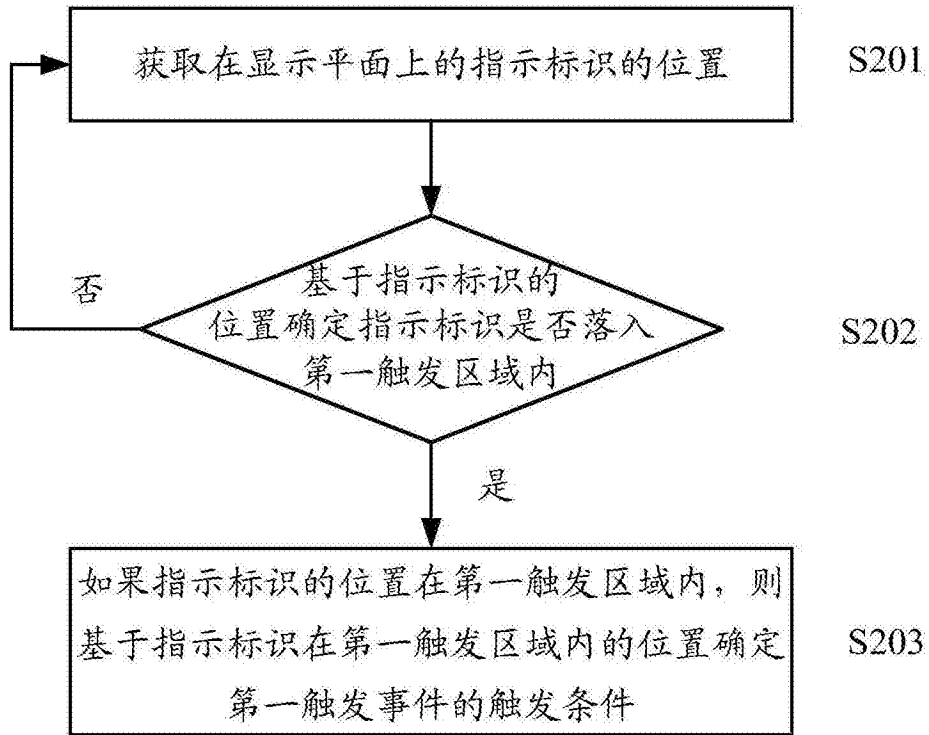 获取在显示平面上的指示标识的位置
S201
基于指示标识的
位置确定指示标识是否落入
第一触发区域内
S202
否
是
如果指示标识的位置在第一触发区域内，则
基于指示标识在第一触发区域内的位置确定
第一触发事件的触发条件
S203